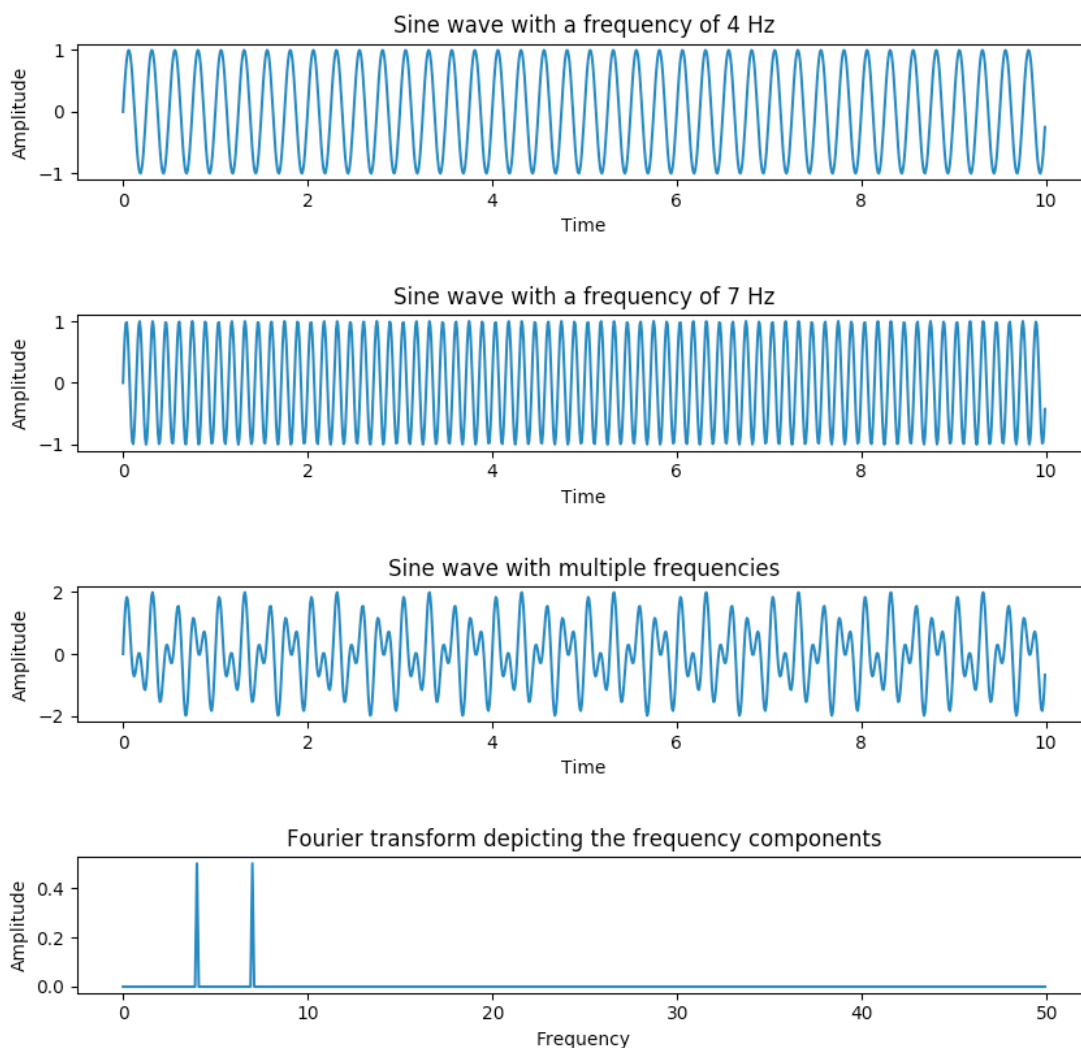 Sine wave with a frequency of 4 Hz
1
0
−1
Amplitude
0 2 4 6 8 10
Time
Sine wave with a frequency of 7 Hz
1
0
−1
Amplitude
0 2 4 6 8 10
Time
Sine wave with multiple frequencies
2
0
−2
Amplitude
0 2 4 6 8 10
Time
Fourier transform depicting the frequency components
0.4
0.2
0.0
Amplitude
0 10 20 30 40 50
Frequency